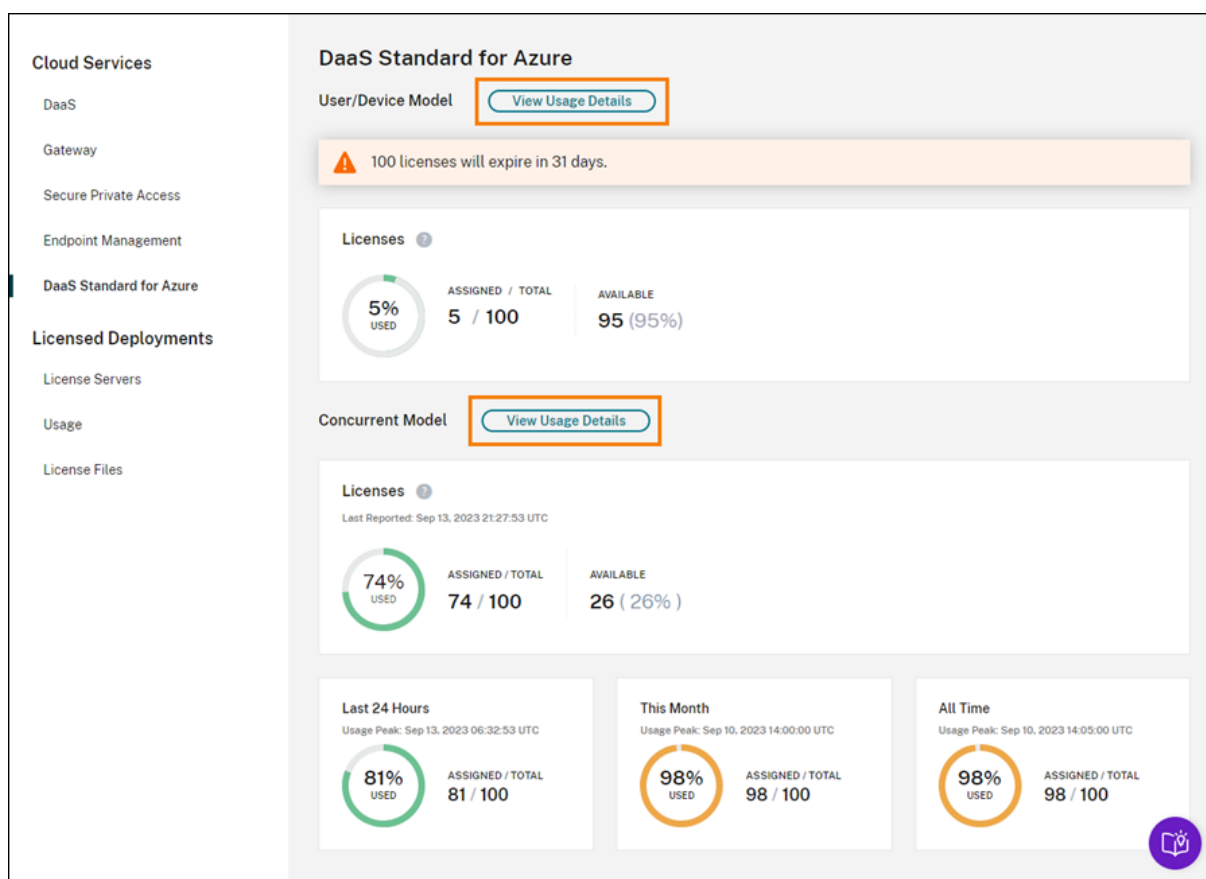 Cloud Services
DaaS
Gateway
Secure Private Access
Endpoint Management
DaaS Standard for Azure
Licensed Deployments
License Servers
Usage
License Files
DaaS Standard for Azure
User/Device Model View Usage Details
100 licenses will expire in 31 days.
Licenses ?
5%
USED
ASSIGNED / TOTAL
5 / 100
AVAILABLE
95 (95%)
Concurrent Model View Usage Details
Licenses ?
Last Reported: Sep 13, 2023 21:27:53 UTC
74%
USED
ASSIGNED / TOTAL
74 / 100
AVAILABLE
26 ( 26% )
Last 24 Hours
Usage Peak: Sep 13, 2023 06:32:53 UTC
81%
USED
ASSIGNED / TOTAL
81 / 100
This Month
Usage Peak: Sep 10, 2023 14:00:00 UTC
98%
USED
ASSIGNED / TOTAL
98 / 100
All Time
Usage Peak: Sep 10, 2023 14:05:00 UTC
98%
USED
ASSIGNED / TOTAL
98 / 100